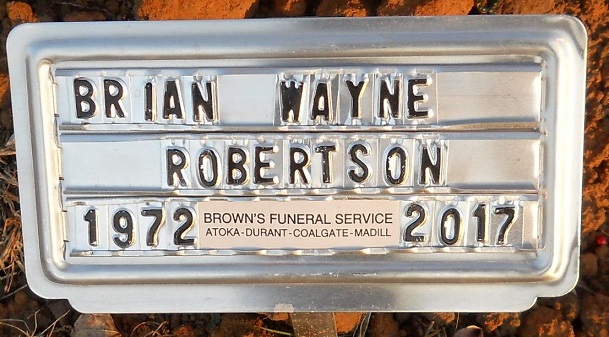 BRIAN WAYNE
ROBERTSON
1972 BROWN'S FUNERAL SERVICE 2017
ATOKA-DURANT-COALGATE-MADILL